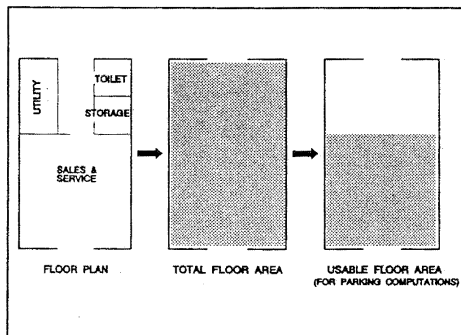 UTILITY
TOILET
STORAGE
SALES &
SERVICE
FLOOR PLAN
TOTAL FLOOR AREA
USABLE FLOOR AREA
(FOR PARKING COMPUTATIONS)